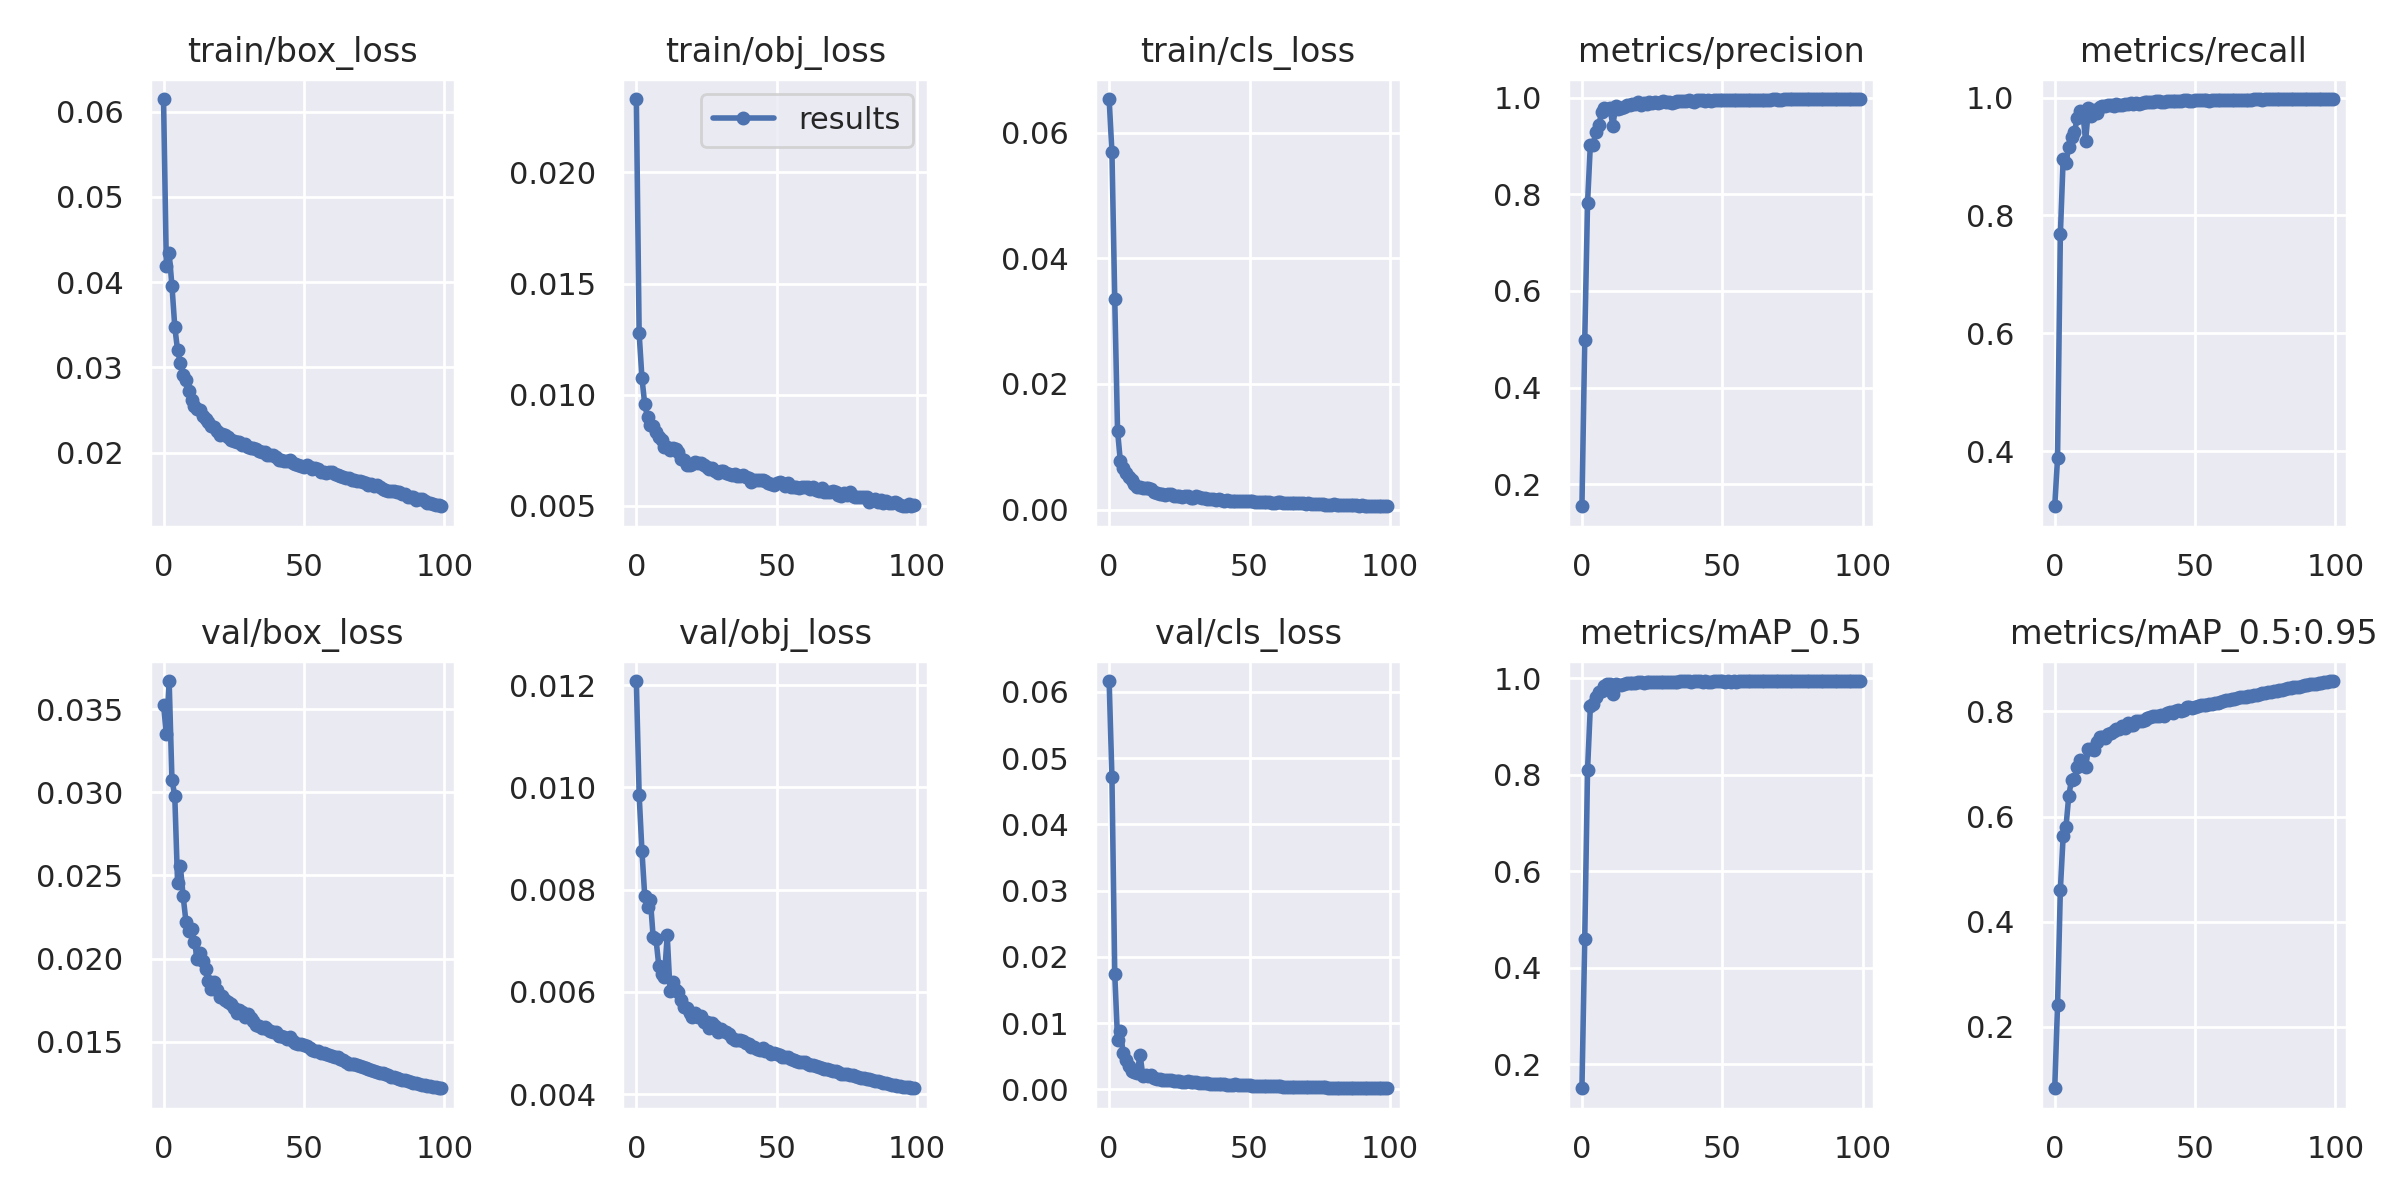 train/box_loss
0.06
0.05
0.04
0.03
0.02
0 50 100
train/obj_loss
results
0.020
0.015
0.010
0.005
0 50 100
train/cls_loss
0.06
0.04
0.02
0.00
0 50 100
metrics/precision
1.0
0.8
0.6
0.4
0.2
0 50 100
metrics/recall
1.0
0.8
0.6
0.4
0 50 100
val/box_loss
0.035
0.030
0.025
0.020
0.015
0 50 100
val/obj_loss
0.012
0.010
0.008
0.006
0.004
0 50 100
val/cls_loss
0.06
0.05
0.04
0.03
0.02
0.01
0.00
0 50 100
metrics/mAP_0.5
1.0
0.8
0.6
0.4
0.2
0 50 100
metrics/mAP_0.5:0.95
0.8
0.6
0.4
0.2
0 50 100